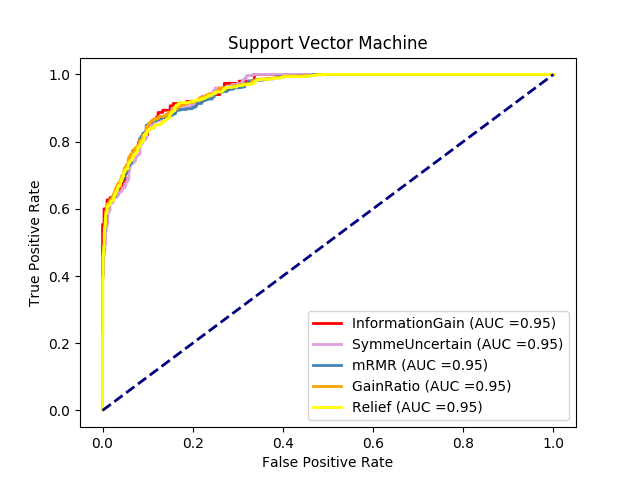 Support Vector Machine
True Positive Rate
1.0
0.8
0.6
0.4
0.2
0.0
InformationGain (AUC =0.95)
SymmeUncertain (AUC =0.95)
mRMR (AUC =0.95)
GainRatio (AUC =0.95)
Relief (AUC =0.95)
0.0 0.2 0.4 0.6 0.8 1.0
False Positive Rate